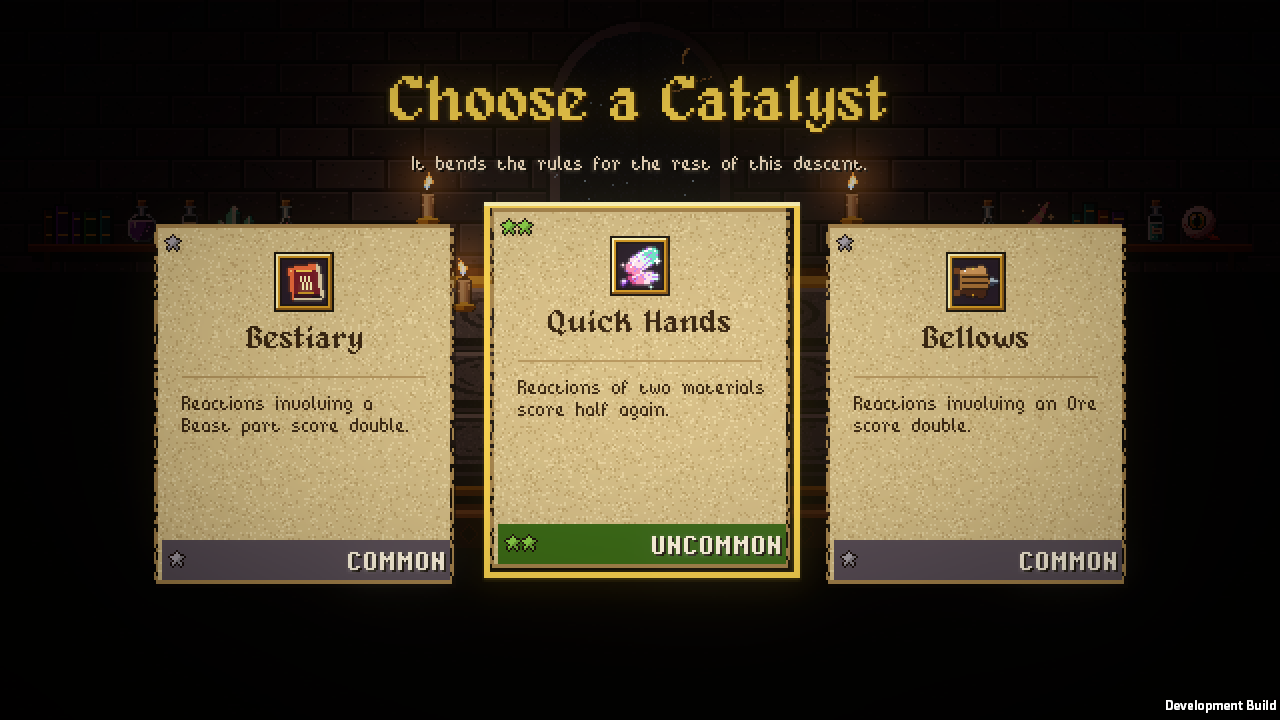 Choose a Catalyst
It bends the rules for the rest of this descent.
Bestiary
Reactions involving a
Beast part score double.
COMMON
Quick Hands
Reactions of two materials
score half again.
UNCOMMON
Bellows
Reactions involving an Ore
score double.
COMMON
Development Build